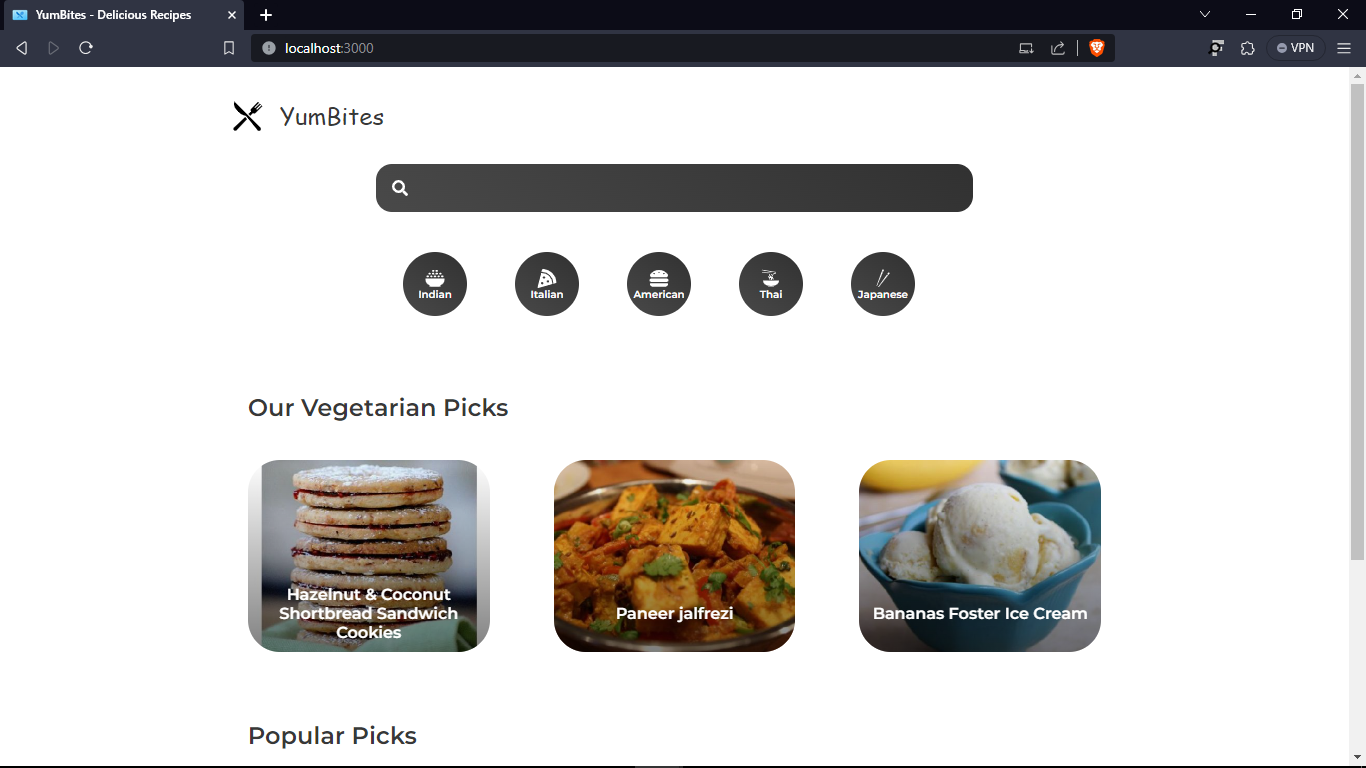 YumBites - Delicious Recipes
localhost:3000
VPN
YumBites
Indian
Italian
American
Thai
Japanese
Our Vegetarian Picks
Hazelnut & Coconut
Shortbread Sandwich
Cookies
Paneer jalfrezi
Bananas Foster Ice Cream
Popular Picks